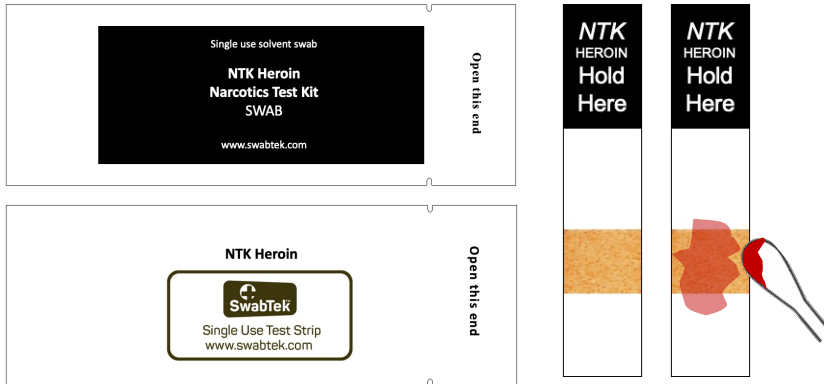 Single use solvent swab
NTK Heroin
Narcotics Test Kit
SWAB
www.swabtek.com
Open this end
NTK Heroin
SwabTek
Single Use Test Strip
www.swabtek.com
Open this end
NTK
HEROIN
Hold
Here
NTK
HEROIN
Hold
Here